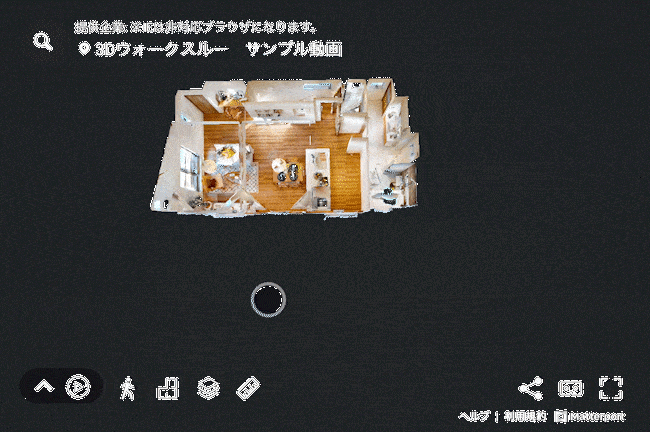 提供企業: ※IEは非対応ブラウザになります。
3Dウォークスルー サンプル動画
ヘルプ | 利用規約 Matterport